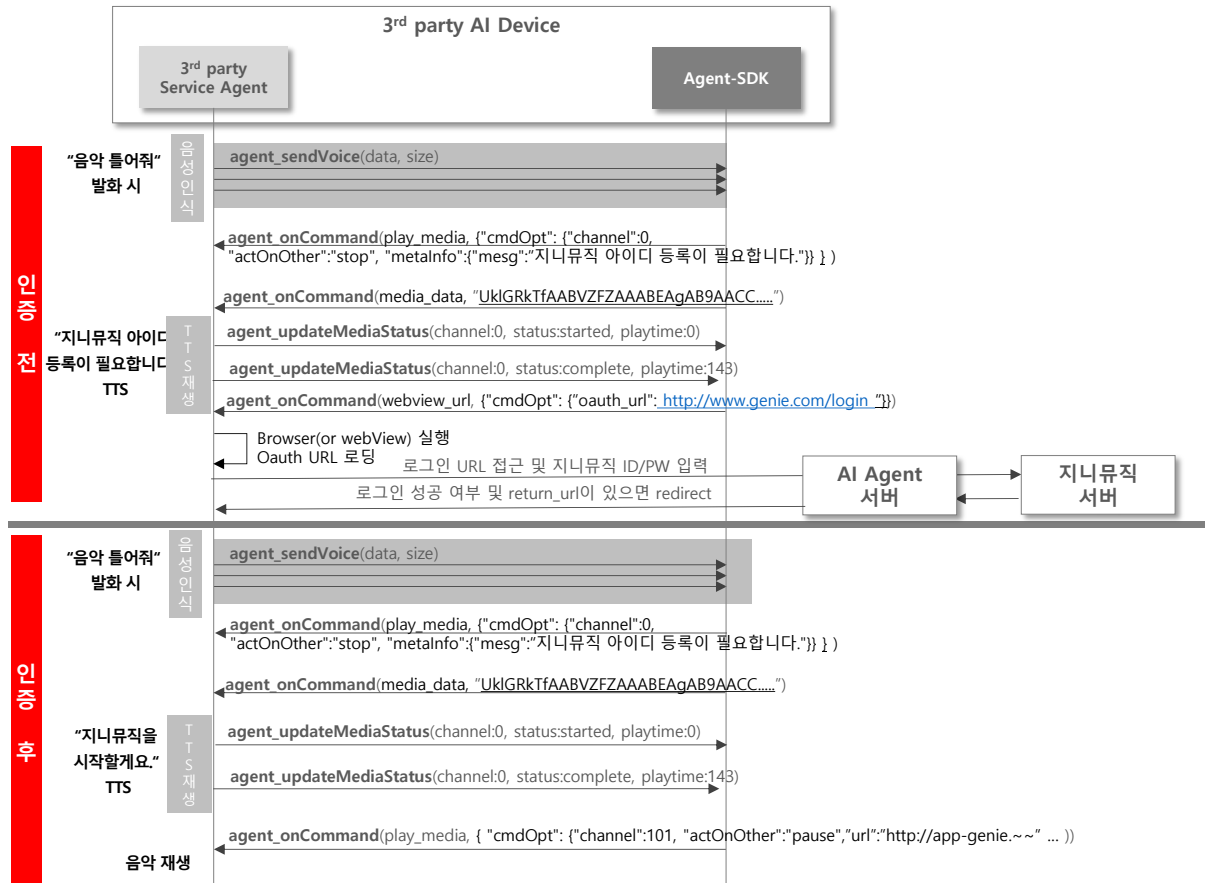 3rd party AI Device
3rd party
Service Agent
Agent-SDK
인증 전
"음악 틀어줘"
발화 시
음성인식
agent_sendVoice(data, size)
agent_onCommand(play_media, {"cmdOpt": {"channel":0,
"actOnOther":"stop", "metaInfo":{"mesg":"지니뮤직 아이디 등록이 필요합니다."}} } )
agent_onCommand(media_data, "UklGRkTfAABVZFZAAABEAgAB9AACC.....")
"지니뮤직 아이디
등록이 필요합니다
TTS
TTS재생
agent_updateMediaStatus(channel:0, status:started, playtime:0)
agent_updateMediaStatus(channel:0, status:complete, playtime:143)
agent_onCommand(webview_url, {"cmdOpt": {"oauth_url": http://www.genie.com/login "}})
Browser(or webView) 실행
Oauth URL 로딩
로그인 URL 접근 및 지니뮤직 ID/PW 입력
로그인 성공 여부 및 return_url이 있으면 redirect
AI Agent
서버
지니뮤직
서버
인증 후
"음악 틀어줘"
발화 시
음성인식
agent_sendVoice(data, size)
agent_onCommand(play_media, {"cmdOpt": {"channel":0,
"actOnOther":"stop", "metaInfo":{"mesg":"지니뮤직 아이디 등록이 필요합니다."}} } )
agent_onCommand(media_data, "UklGRkTfAABVZFZAAABEAgAB9AACC.....")
"지니뮤직을
시작할게요."
TTS
TTS재생
agent_updateMediaStatus(channel:0, status:started, playtime:0)
agent_updateMediaStatus(channel:0, status:complete, playtime:143)
agent_onCommand(play_media, { "cmdOpt": {"channel":101, "actOnOther":"pause","url":"http://app-genie.~~" ... ))
음악 재생